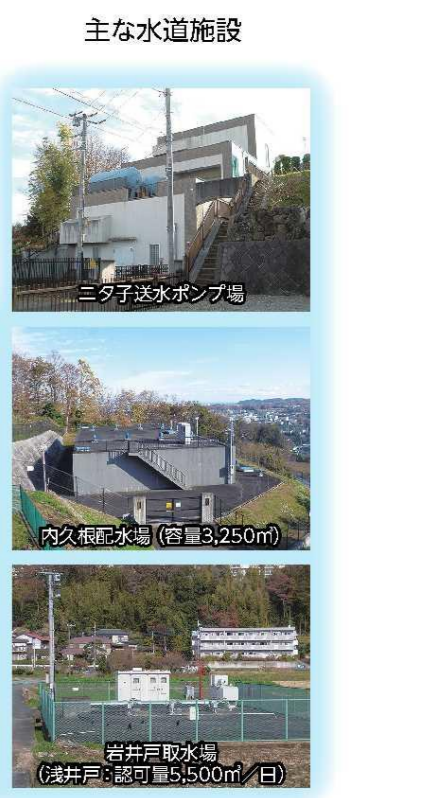 主な水道施設
二タ子送水ポンプ場
内久根配水場（容量3,250㎥）
岩井戸取水場
（浅井戸：認可量5,500㎥／日）